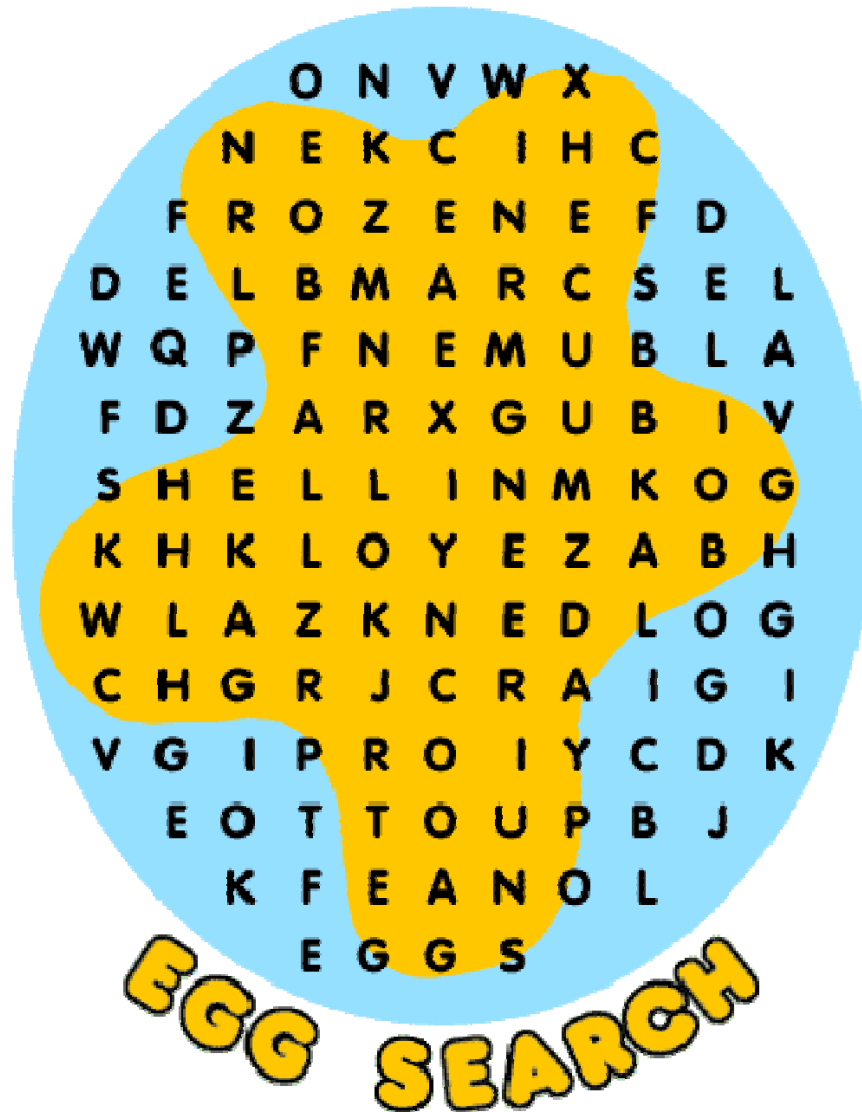 O N V W X
N E K C I H C
F R O Z E N E F D
D E L B M A R C S E L
W Q P F N E M U B L A
F D Z A R X G U B I V
S H E L L I N M K O G
K H K L O Y E Z A B H
W L A Z K N E D L O G
C H G R J C R A I G I
V G I P R O I Y C D K
E O T T O U P B J
K F E A N O L
E G G S
EGG SEARCH